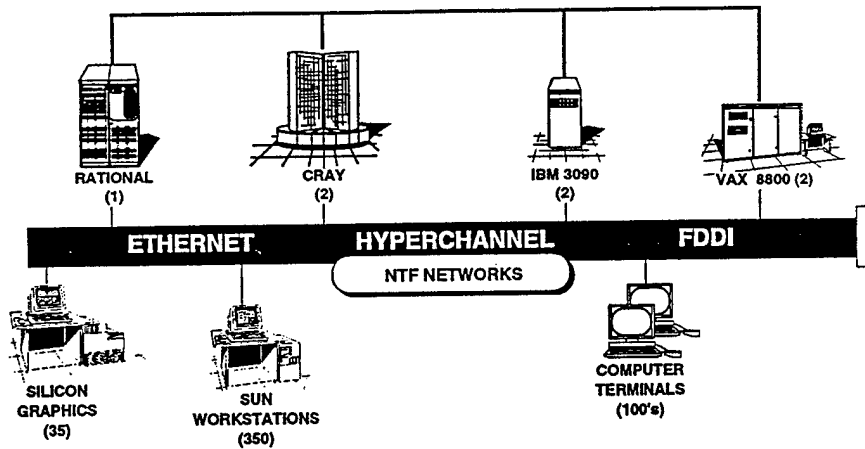 RATIONAL
(1)
CRAY
(2)
IBM 3090
(2)
VAX 8800 (2)
ETHERNET HYPERCHANNEL FDDI
NTF NETWORKS
SILICON
GRAPHICS
(35)
SUN
WORKSTATIONS
(350)
COMPUTER
TERMINALS
(100's)